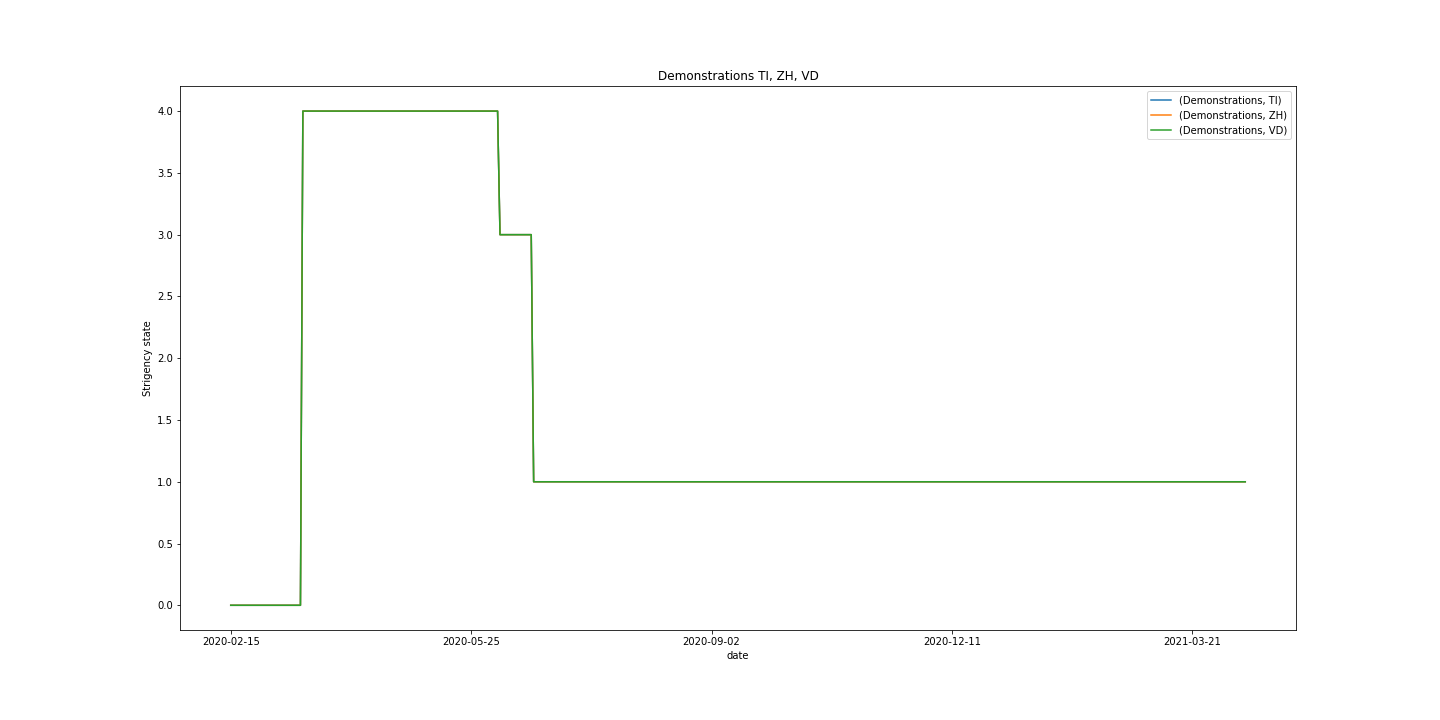 Demonstrations TI, ZH, VD
(Demonstrations, TI)
(Demonstrations, ZH)
(Demonstrations, VD)
4.0
3.5
3.0
2.5
2.0
1.5
1.0
0.5
0.0
Strigency state
2020-02-15
2020-05-25
2020-09-02
2020-12-11
2021-03-21
date